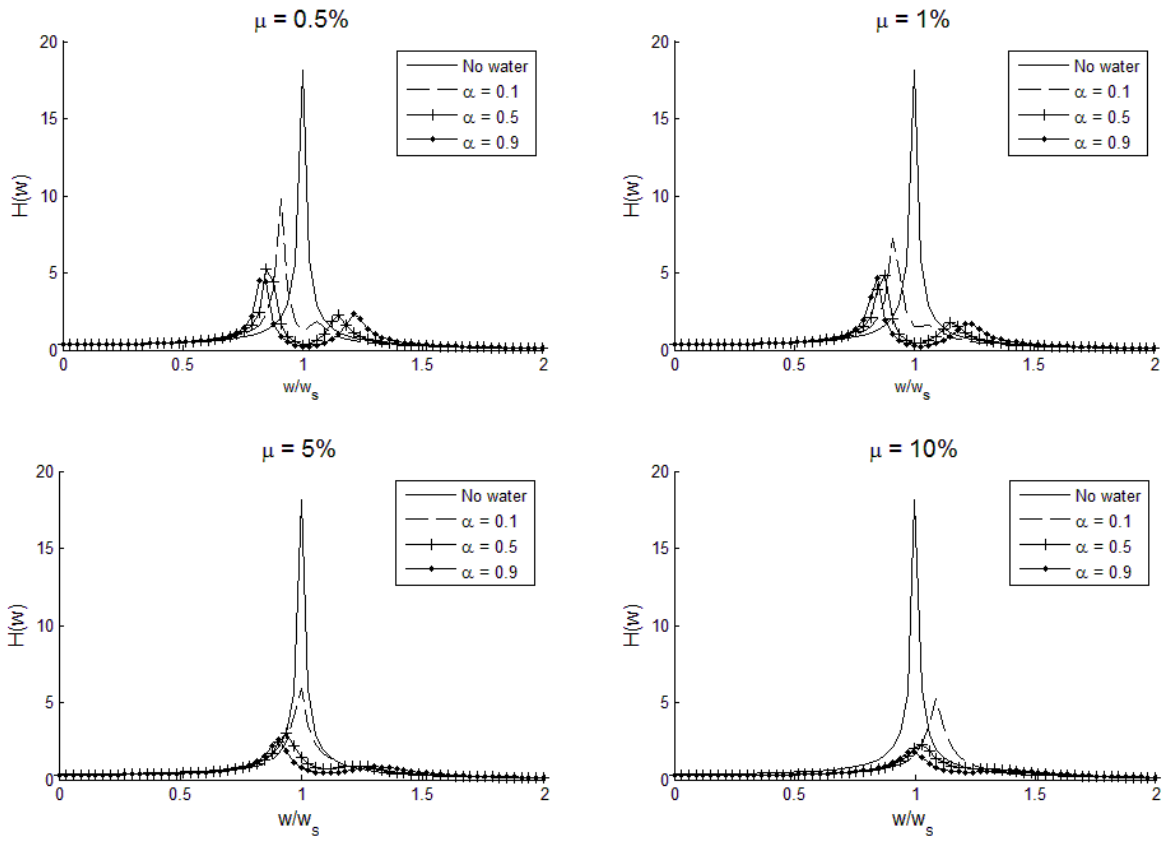 μ = 0.5%
20
15
10
5
0
H(w)
No water
α = 0.1
α = 0.5
α = 0.9
0 0.5 1 1.5 2
w/ws
μ = 1%
20
15
10
5
0
H(w)
No water
α = 0.1
α = 0.5
α = 0.9
0 0.5 1 1.5 2
w/ws
μ = 5%
20
15
10
5
0
H(w)
No water
α = 0.1
α = 0.5
α = 0.9
0 0.5 1 1.5 2
w/ws
μ = 10%
20
15
10
5
0
H(w)
No water
α = 0.1
α = 0.5
α = 0.9
0 0.5 1 1.5 2
w/ws